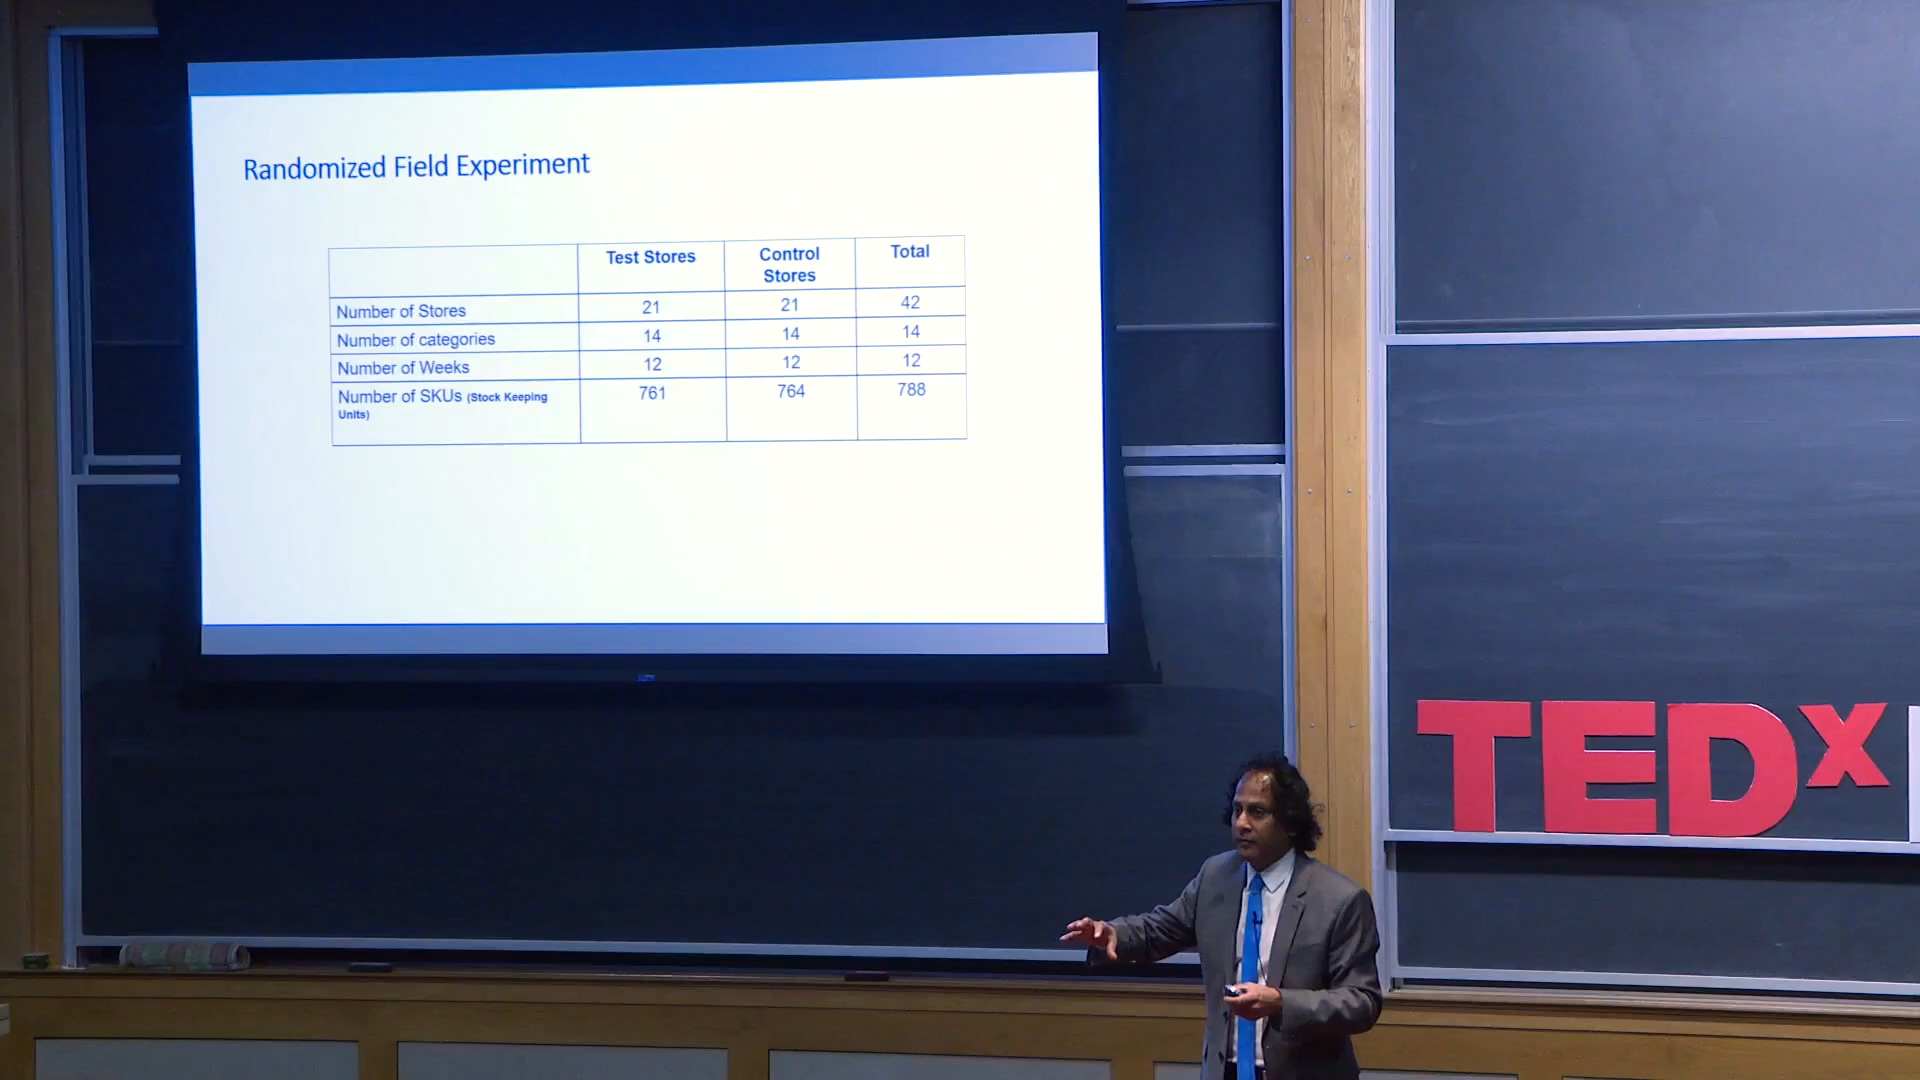 Randomized Field Experiment
Test Stores Control Stores Total
Number of Stores 21 21 42
Number of categories 14 14 14
Number of Weeks 12 12 12
Number of SKUs (Stock Keeping Units) 761 764 788
TEDx